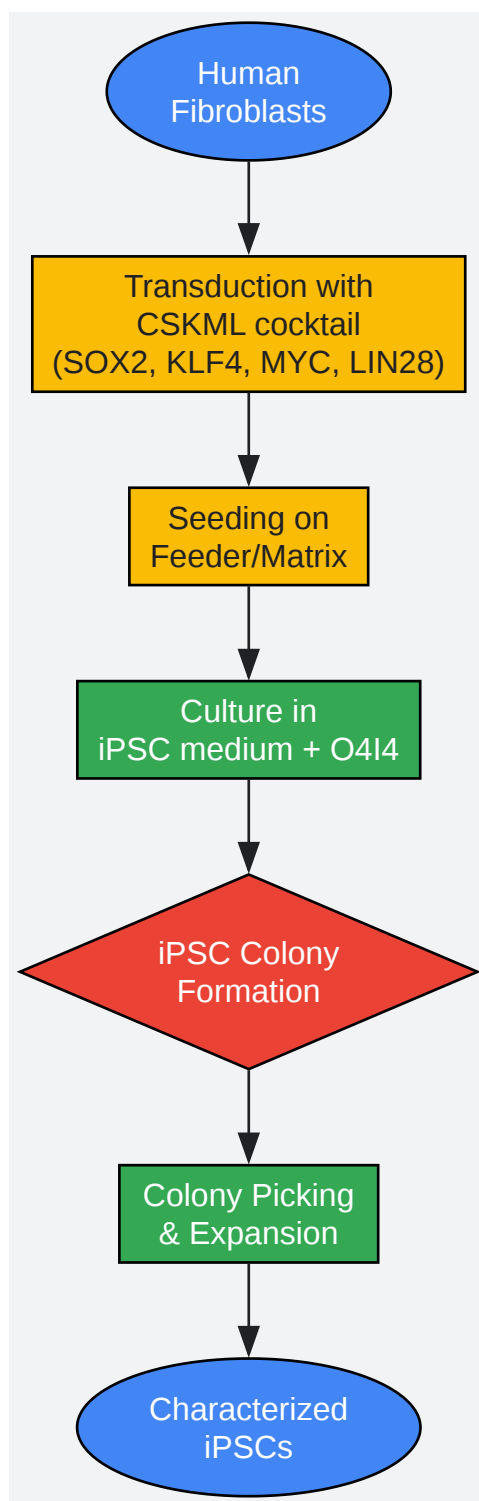 Human
Fibroblasts
Transduction with
CSKML cocktail
(SOX2, KLF4, MYC, LIN28)
Seeding on
Feeder/Matrix
Culture in
iPSC medium + O4I4
iPSC Colony
Formation
Colony Picking
& Expansion
Characterized
iPSCs